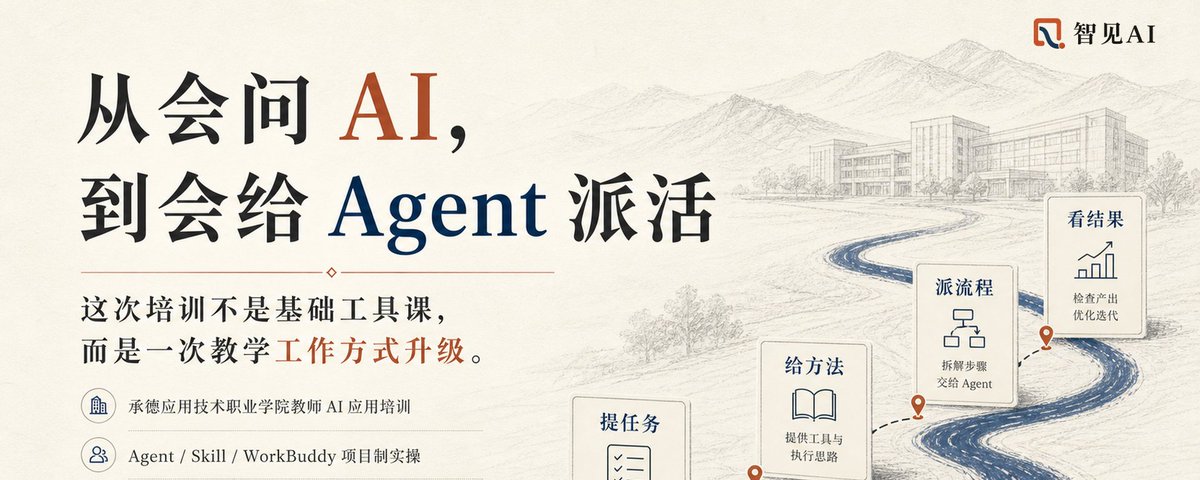 智见AI
从会问 AI,
到会给 Agent 派活
这次培训不是基础工具课,
而是一次教学工作方式升级。
承德应用技术职业学院教师 AI 应用培训
Agent / Skill / WorkBuddy 项目制实操
提任务
给方法
提供工具与
执行思路
派流程
拆解步骤
交给 Agent
看结果
检查产出
优化迭代